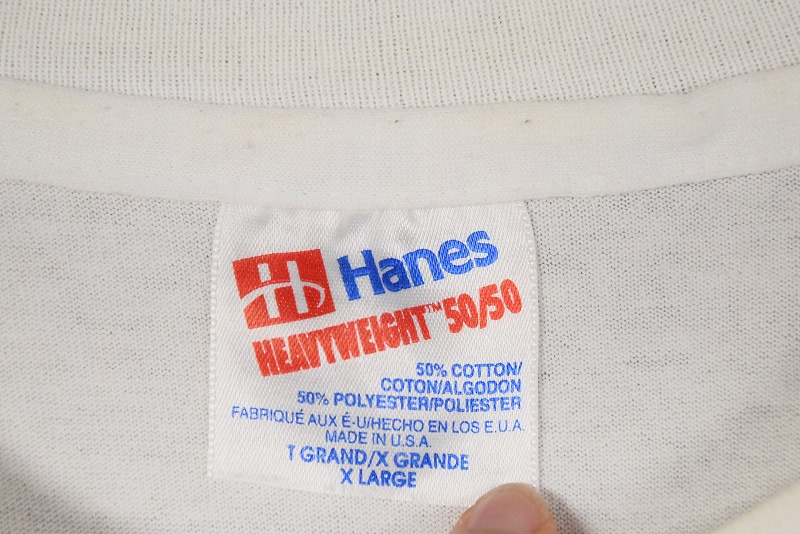 H Hanes
HEAVYWEIGHT™ 50/50
50% COTTON/
COTON/ALGODON
50% POLYESTER/POLIESTER
FABRIQUÉ AUX É-U/HECHO EN LOS E.U.A.
MADE IN U.S.A.
T GRAND/X GRANDE
X LARGE